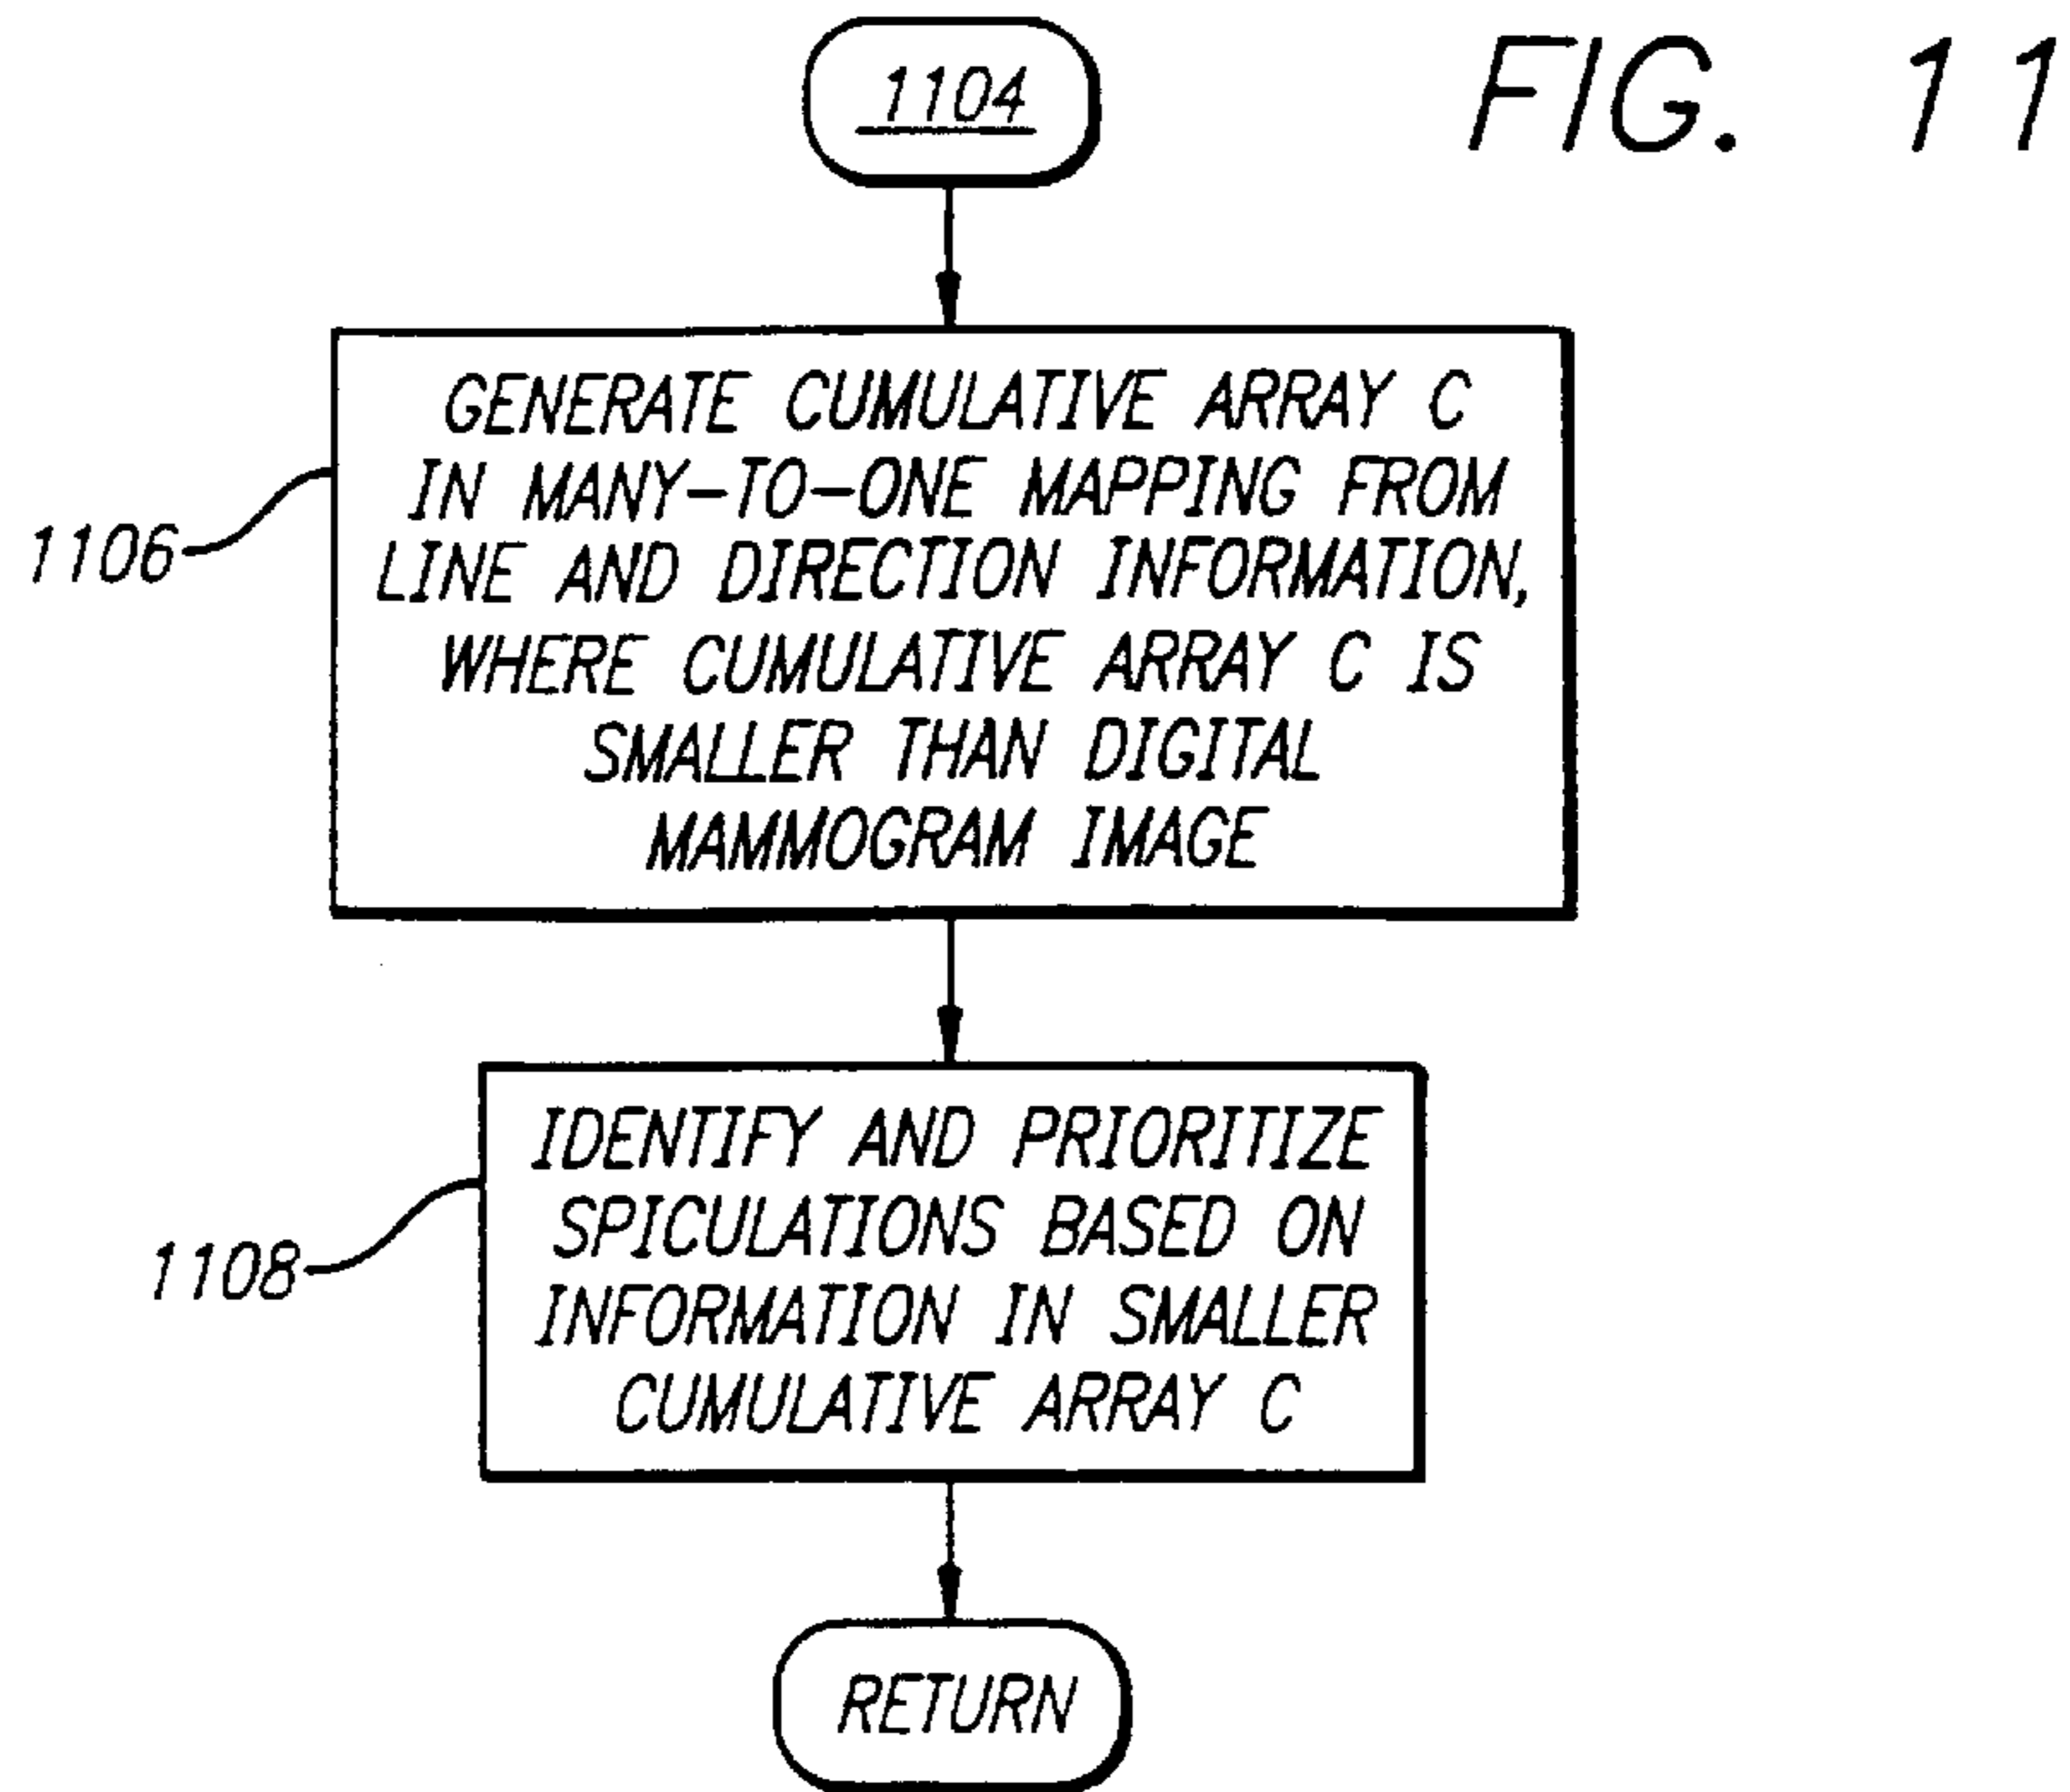 FIG. 11
1104
GENERATE CUMULATIVE ARRAY C
IN MANY-TO-ONE MAPPING FROM
LINE AND DIRECTION INFORMATION,
WHERE CUMULATIVE ARRAY C IS
SMALLER THAN DIGITAL
MAMMOGRAM IMAGE
1106
IDENTIFY AND PRIORITIZE
SPICULATIONS BASED ON
INFORMATION IN SMALLER
CUMULATIVE ARRAY C
1108
RETURN